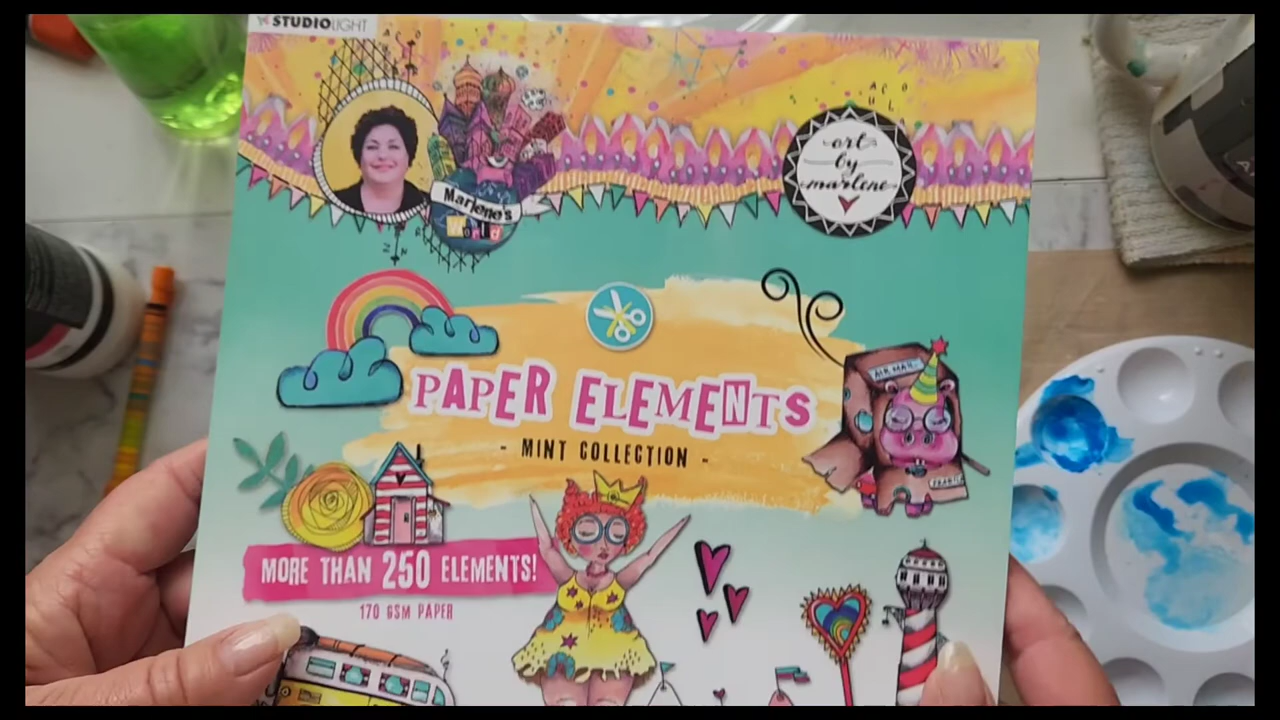 STUDIOLIGHT
art
by
marlene
Marlene's
World
PAPER ELEMENTS
- MINT COLLECTION -
AIR MAIL
MORE THAN 250 ELEMENTS!
170 GSM PAPER